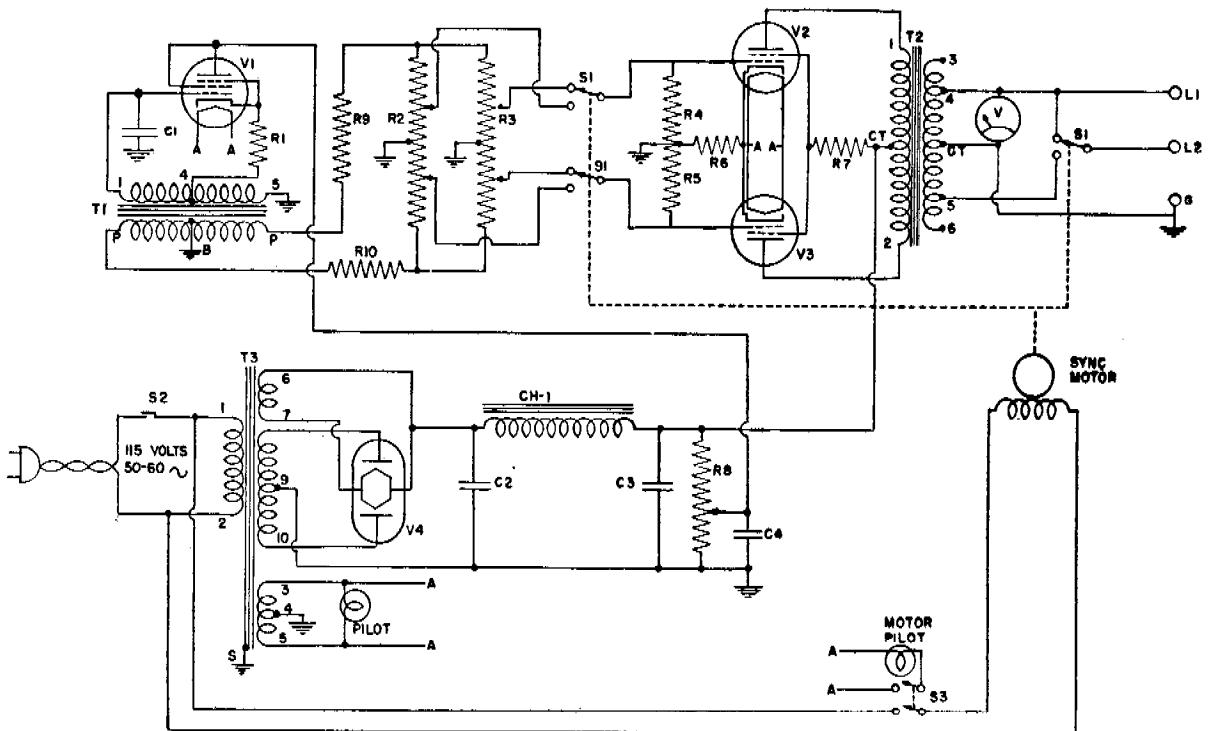 V1
C1
A A
R1
1 4 5
T1
P B P
R9
R10
R2
R3
S1
S1
R4
R5
R6
A A
V2
V3
R7
CT
1
2
T2
3
4
CT
5
6
V
S1
L1
L2
G
SYNC
MOTOR
S2
115 VOLTS
50-60 ~
T3
1
2
6
7
9
10
3
4
5
S
V4
PILOT
A
A
CH-1
C2
C3
R8
C4
MOTOR
PILOT
A
A
S3